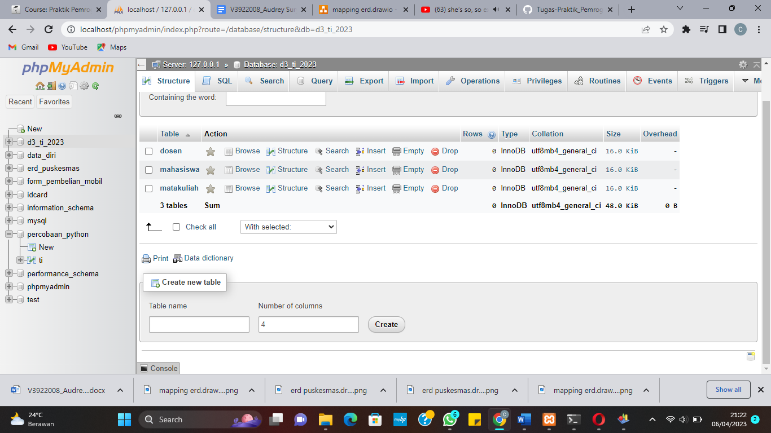 Course: Praktik Pemro
localhost / 127.0.0.1 /
V3922008_Audrey Su
mapping erd.draw.o
(63) she's so, so
Tugas-Praktik_Pemro
localhost/phpmyadmin/index.php?route=/database/structure&db=d3_ti_2023
Gmail YouTube Maps
phpMyAdmin
Recent Favorites
New
d3_ti_2023
data_diri
erd_puskesmas
form_pembelian_mobil
idcard
information_schema
mysql
percobaan_python
New
ti
performance_schema
phpmyadmin
test
Server: 127.0.0.1 » Database: d3_ti_2023
Structure SQL Search Query Export Import Operations Privileges Routines Events Triggers
Containing the word:
Table Action Rows Type Collation Size Overhead
dosen Browse Structure Search Insert Empty Drop 0 InnoDB utf8mb4_general_ci 16.0 KiB -
mahasiswa Browse Structure Search Insert Empty Drop 0 InnoDB utf8mb4_general_ci 16.0 KiB -
matakuliah Browse Structure Search Insert Empty Drop 0 InnoDB utf8mb4_general_ci 16.0 KiB -
3 tables Sum 0 InnoDB utf8mb4_general_ci 48.0 KiB 0 B
Check all With selected:
Print Data dictionary
Create new table
Table name Number of columns
4 Create
Console
V3922008_Audre....docx
mapping erd.draw....png
erd puskesmas.dr....png
erd puskesmas.dr....png
mapping erd.draw....png
Show all
24°C
Berawan
Search
21:22
06/04/2023